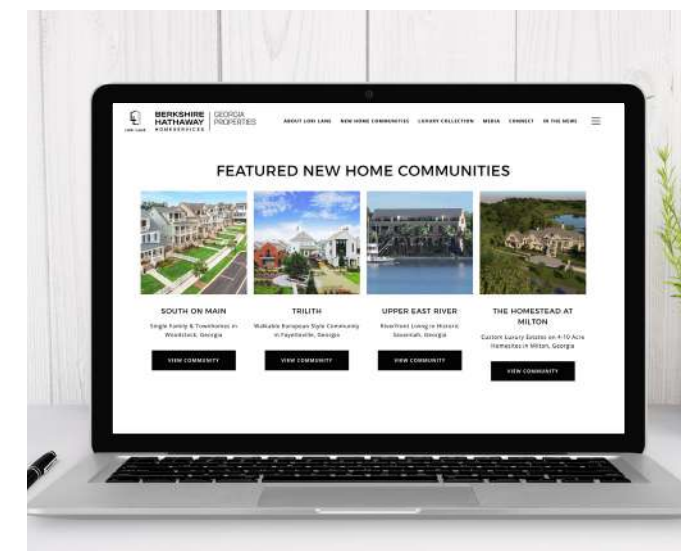 LORI LANE
BERKSHIRE HATHAWAY HOMESERVICES
GEORGIA PROPERTIES
ABOUT LORI LANE NEW HOME COMMUNITIES LUXURY COLLECTION MEDIA CONNECT IN THE NEWS
FEATURED NEW HOME COMMUNITIES
SOUTH ON MAIN
Single Family & Townhomes in
Woodstock, Georgia
VIEW COMMUNITY
TRILITH
Walkable European Style Community
in Fayetteville, Georgia
VIEW COMMUNITY
UPPER EAST RIVER
Riverfront Living in Historic
Savannah, Georgia
VIEW COMMUNITY
THE HOMESTEAD AT
MILTON
Custom Luxury Estates on 4-10 Acre
Homesites in Milton, Georgia
VIEW COMMUNITY